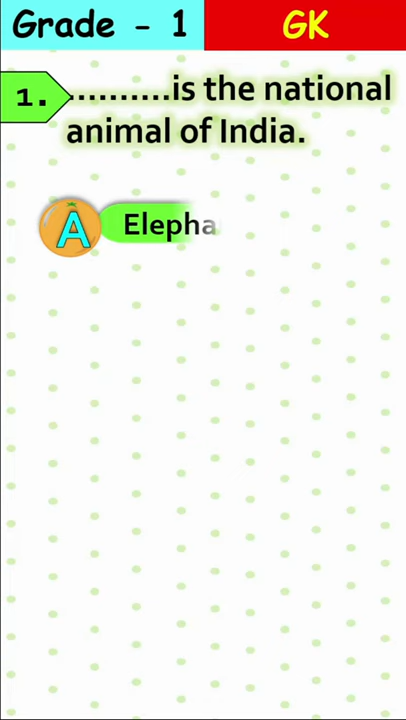 Grade - 1
GK
1. ..........is the national
animal of India.
A Elepha